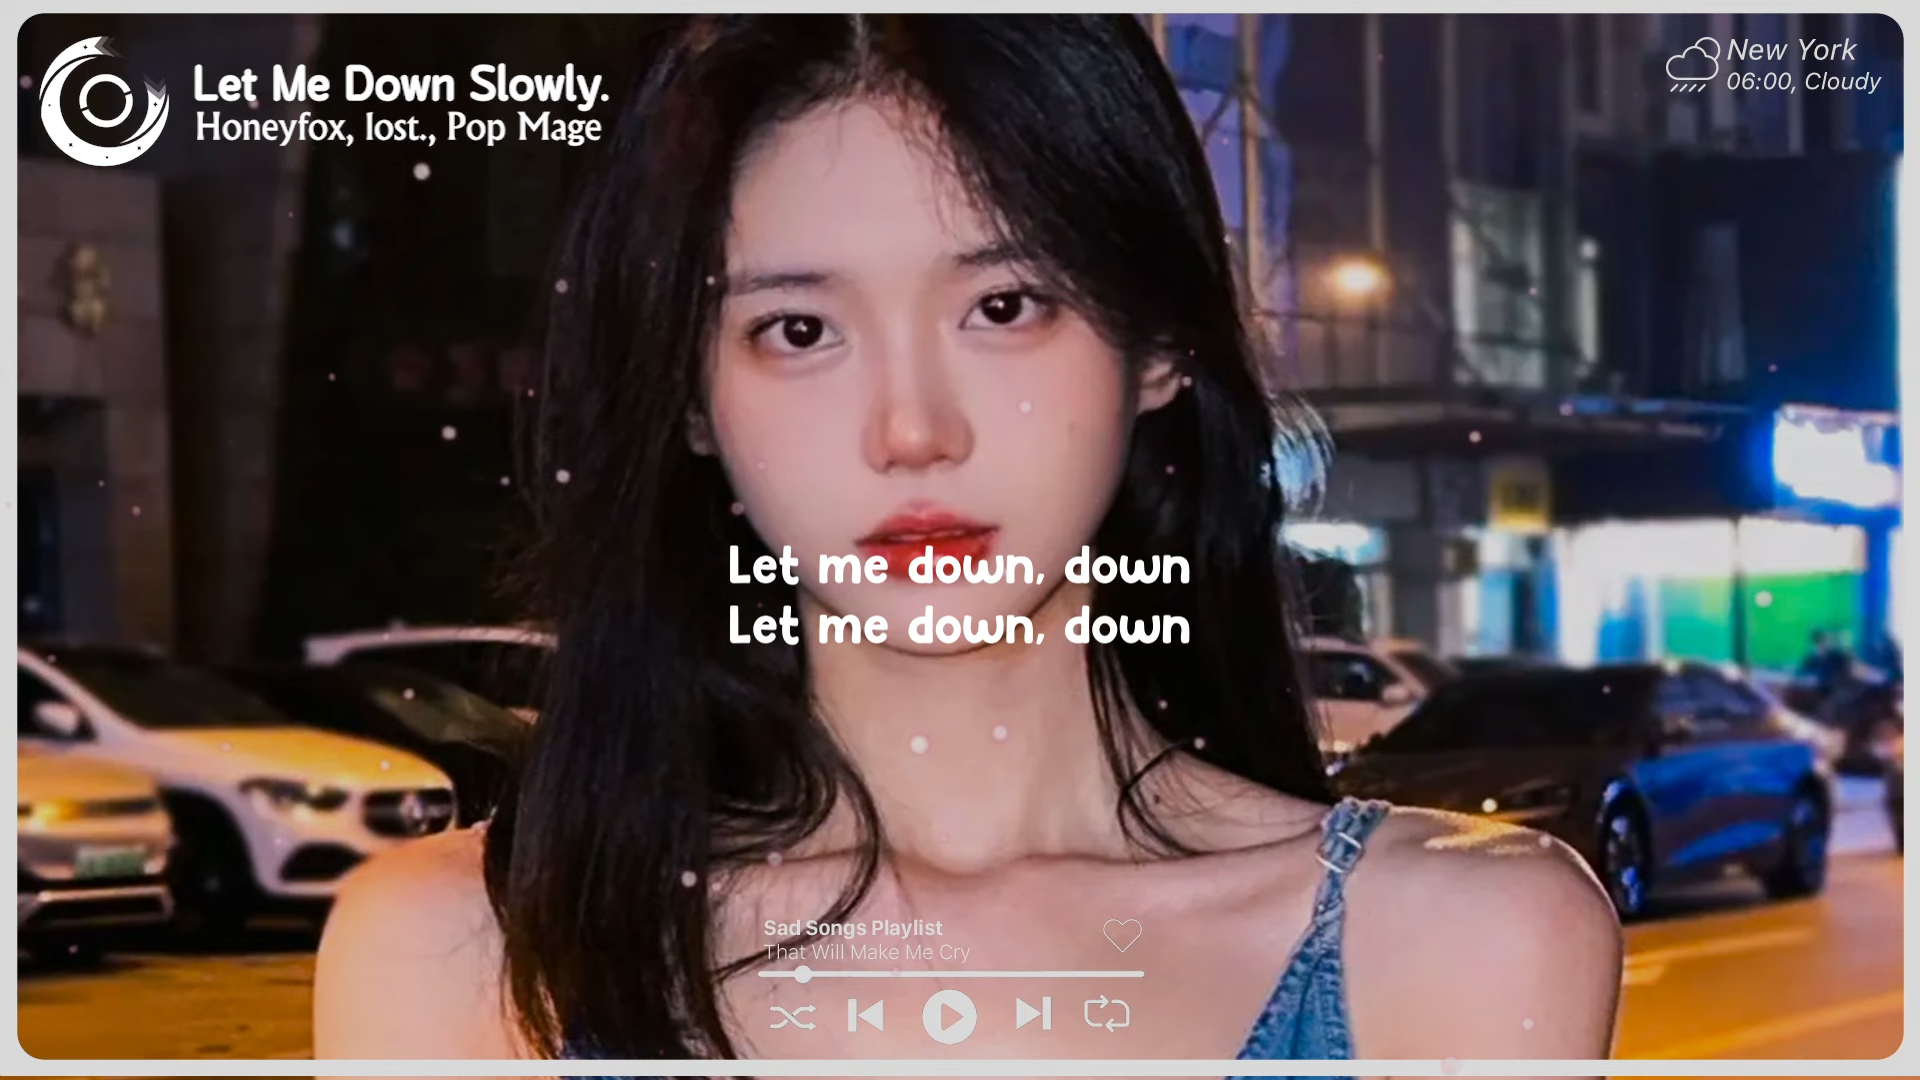 Let Me Down Slowly.
Honeyfox, lost., Pop Mage
New York
06:00, Cloudy
Let me down, down
Let me down, down
Sad Songs Playlist
That Will Make Me Cry